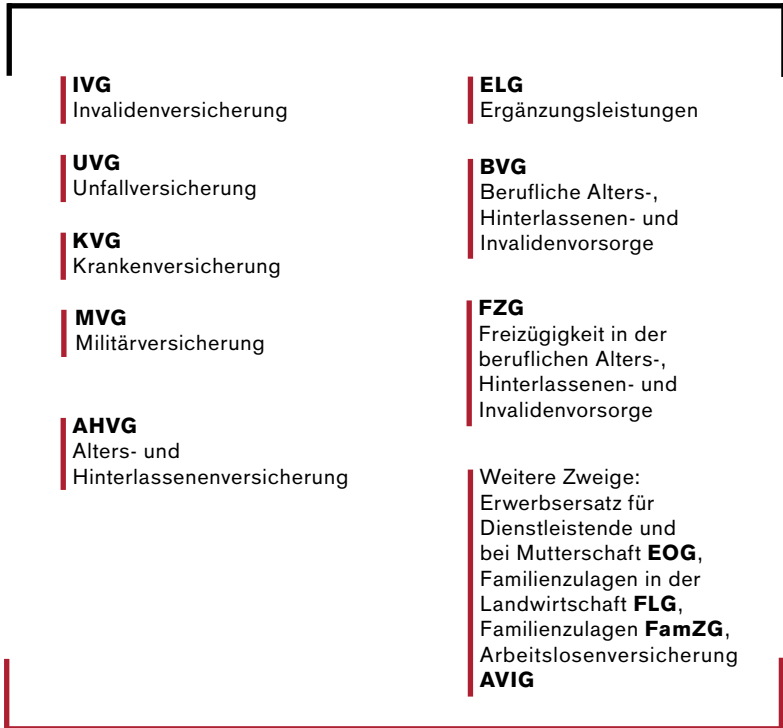 IVG
Invalidenversicherung
UVG
Unfallversicherung
KVG
Krankenversicherung
MVG
Militärversicherung
AHVG
Alters- und
Hinterlassenenversicherung
ELG
Ergänzungsleistungen
BVG
Berufliche Alters-,
Hinterlassenen- und
Invalidenvorsorge
FZG
Freizügigkeit in der
beruflichen Alters-,
Hinterlassenen- und
Invalidenvorsorge
Weitere Zweige:
Erwerbsersatz für
Dienstleistende und
bei Mutterschaft EOG,
Familienzulagen in der
Landwirtschaft FLG,
Familienzulagen FamZG,
Arbeitslosenversicherung
AVIG